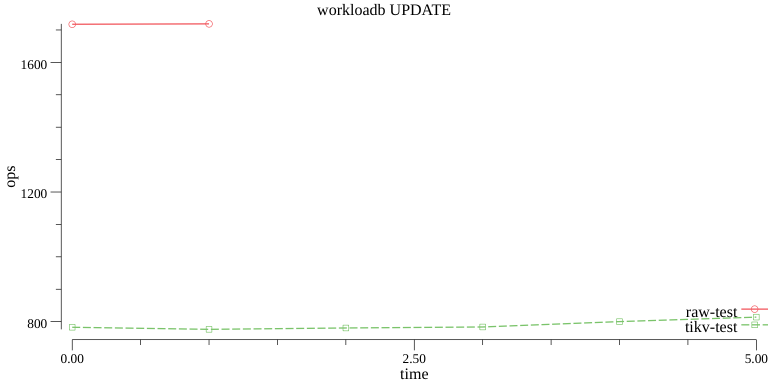 workloadb UPDATE
1600
1200
800
ops
raw-test
tikv-test
0.00 2.50 5.00
time